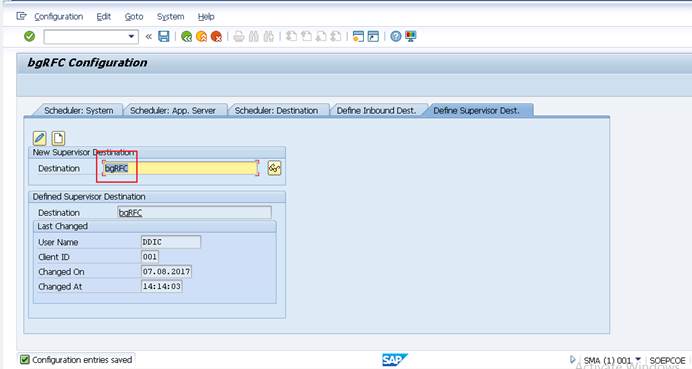 Configuration Edit Goto System Help
bgRFC Configuration
Scheduler: System Scheduler: App. Server Scheduler: Destination Define Inbound Dest. Define Supervisor Dest.
New Supervisor Destination
Destination bgRFC
Defined Supervisor Destination
Destination bgRFC
Last Changed
User Name DDIC
Client ID 001
Changed On 07.08.2017
Changed At 14:14:03
Configuration entries saved SAP SMA (1) 001 SOEPCOE
Activate Windows